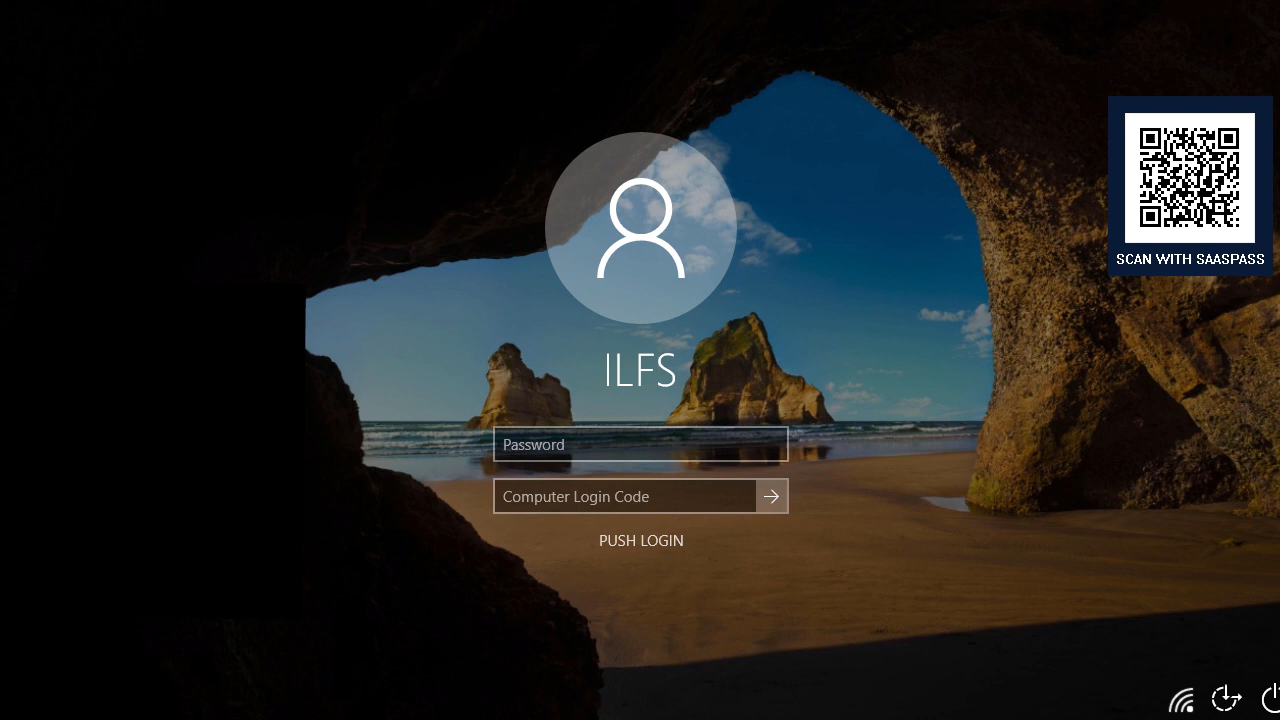 SCAN WITH SAASPASS
ILFS
Password
Computer Login Code
PUSH LOGIN